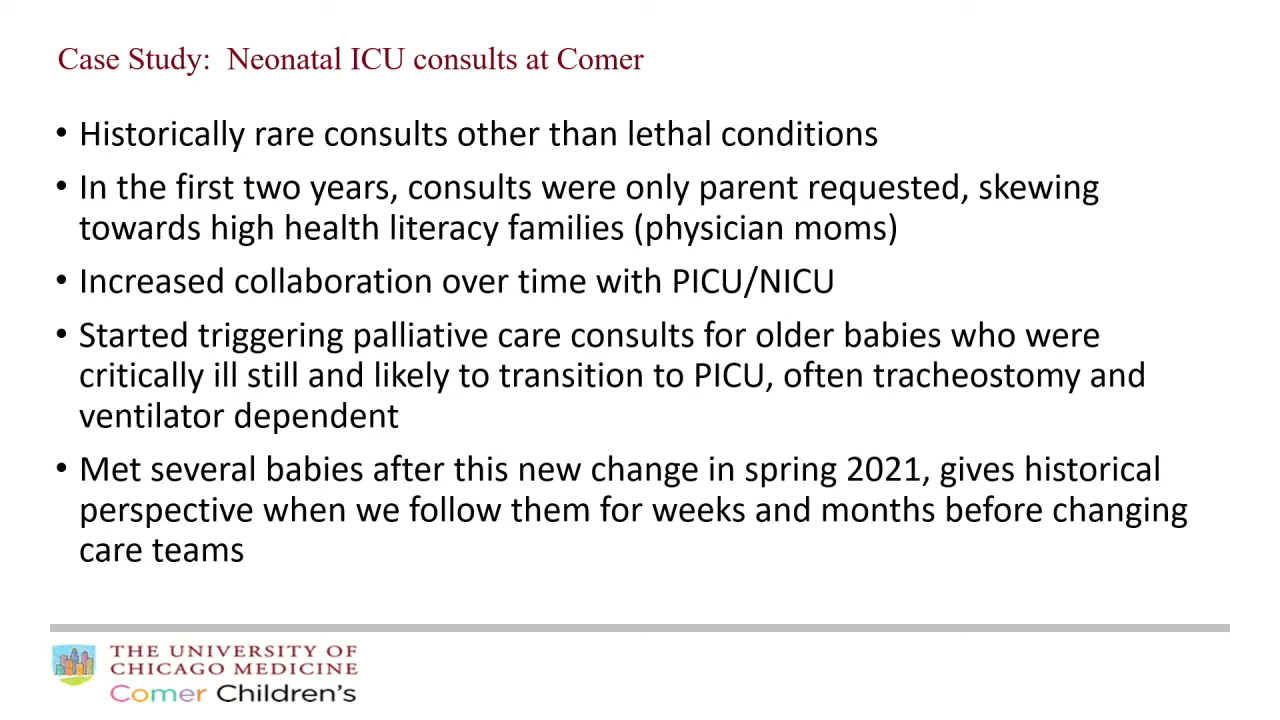 Case Study: Neonatal ICU consults at Comer
• Historically rare consults other than lethal conditions
• In the first two years, consults were only parent requested, skewing
towards high health literacy families (physician moms)
• Increased collaboration over time with PICU/NICU
• Started triggering palliative care consults for older babies who were
critically ill still and likely to transition to PICU, often tracheostomy and
ventilator dependent
• Met several babies after this new change in spring 2021, gives historical
perspective when we follow them for weeks and months before changing
care teams
THE UNIVERSITY OF
CHICAGO MEDICINE
Comer Children's